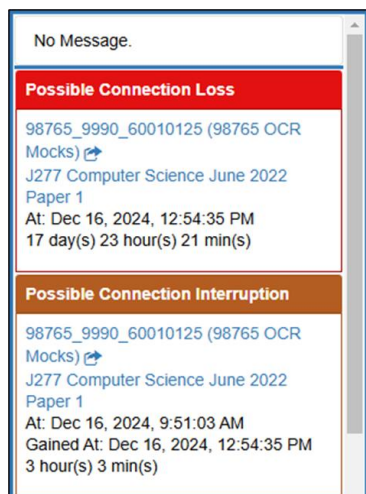 No Message.
Possible Connection Loss
98765_9990_60010125 (98765 OCR
Mocks)
J277 Computer Science June 2022
Paper 1
At: Dec 16, 2024, 12:54:35 PM
17 day(s) 23 hour(s) 21 min(s)
Possible Connection Interruption
98765_9990_60010125 (98765 OCR
Mocks)
J277 Computer Science June 2022
Paper 1
At: Dec 16, 2024, 9:51:03 AM
Gained At: Dec 16, 2024, 12:54:35 PM
3 hour(s) 3 min(s)